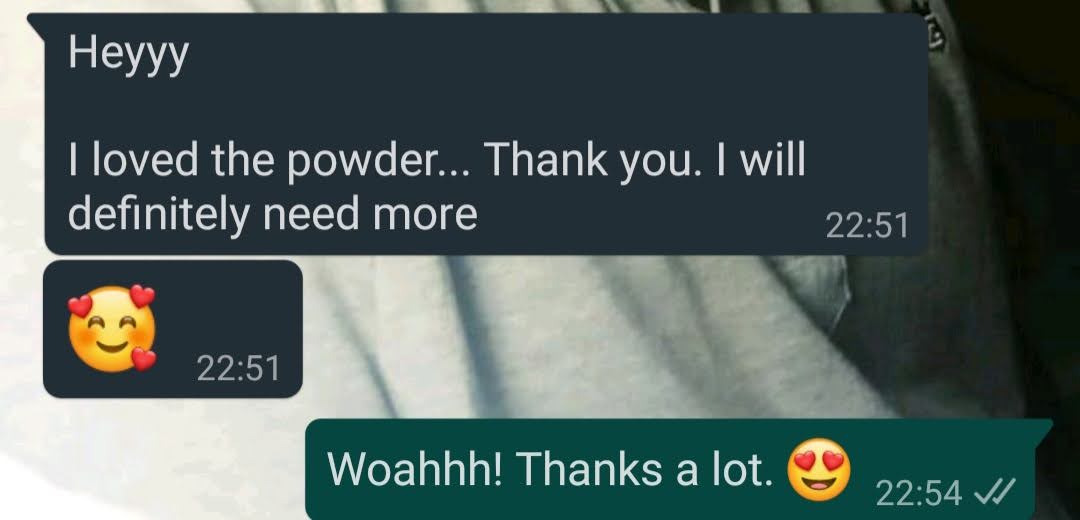 Heyyy
I loved the powder... Thank you. I will
definitely need more
22:51
🥰
22:51
Woahhh! Thanks a lot. 😍
22:54